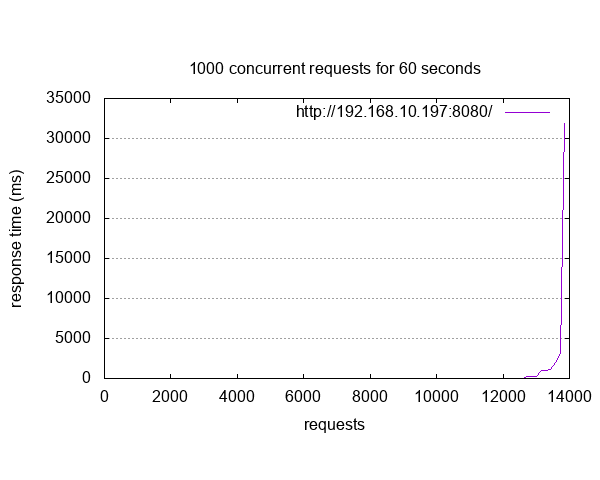 1000 concurrent requests for 60 seconds
35000
http://192.168.10.197:8080/
30000
25000
20000
response time (ms)
15000
10000
5000
0
0 2000 4000 6000 8000 10000 12000 14000
requests